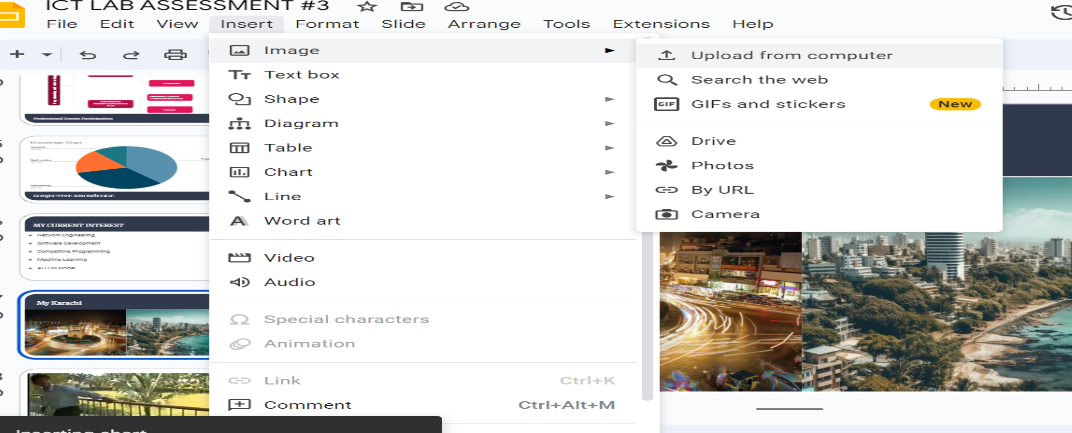 ICT LAB ASSESSMENT #3
File Edit View Insert Format Slide Arrange Tools Extensions Help
Image
Text box
Shape
Diagram
Table
Chart
Line
Word art
Video
Audio
Special characters
Animation
Link Ctrl+K
Comment Ctrl+Alt+M
Upload from computer
Search the web
GIF GIFs and stickers New
Drive
Photos
By URL
Camera
Professional Events Participation
Knowledge Chart
MY CURRENT INTEREST
Network Engineering
Software Development
Competitive Programming
Machine Learning
My Karachi
Inserting chart